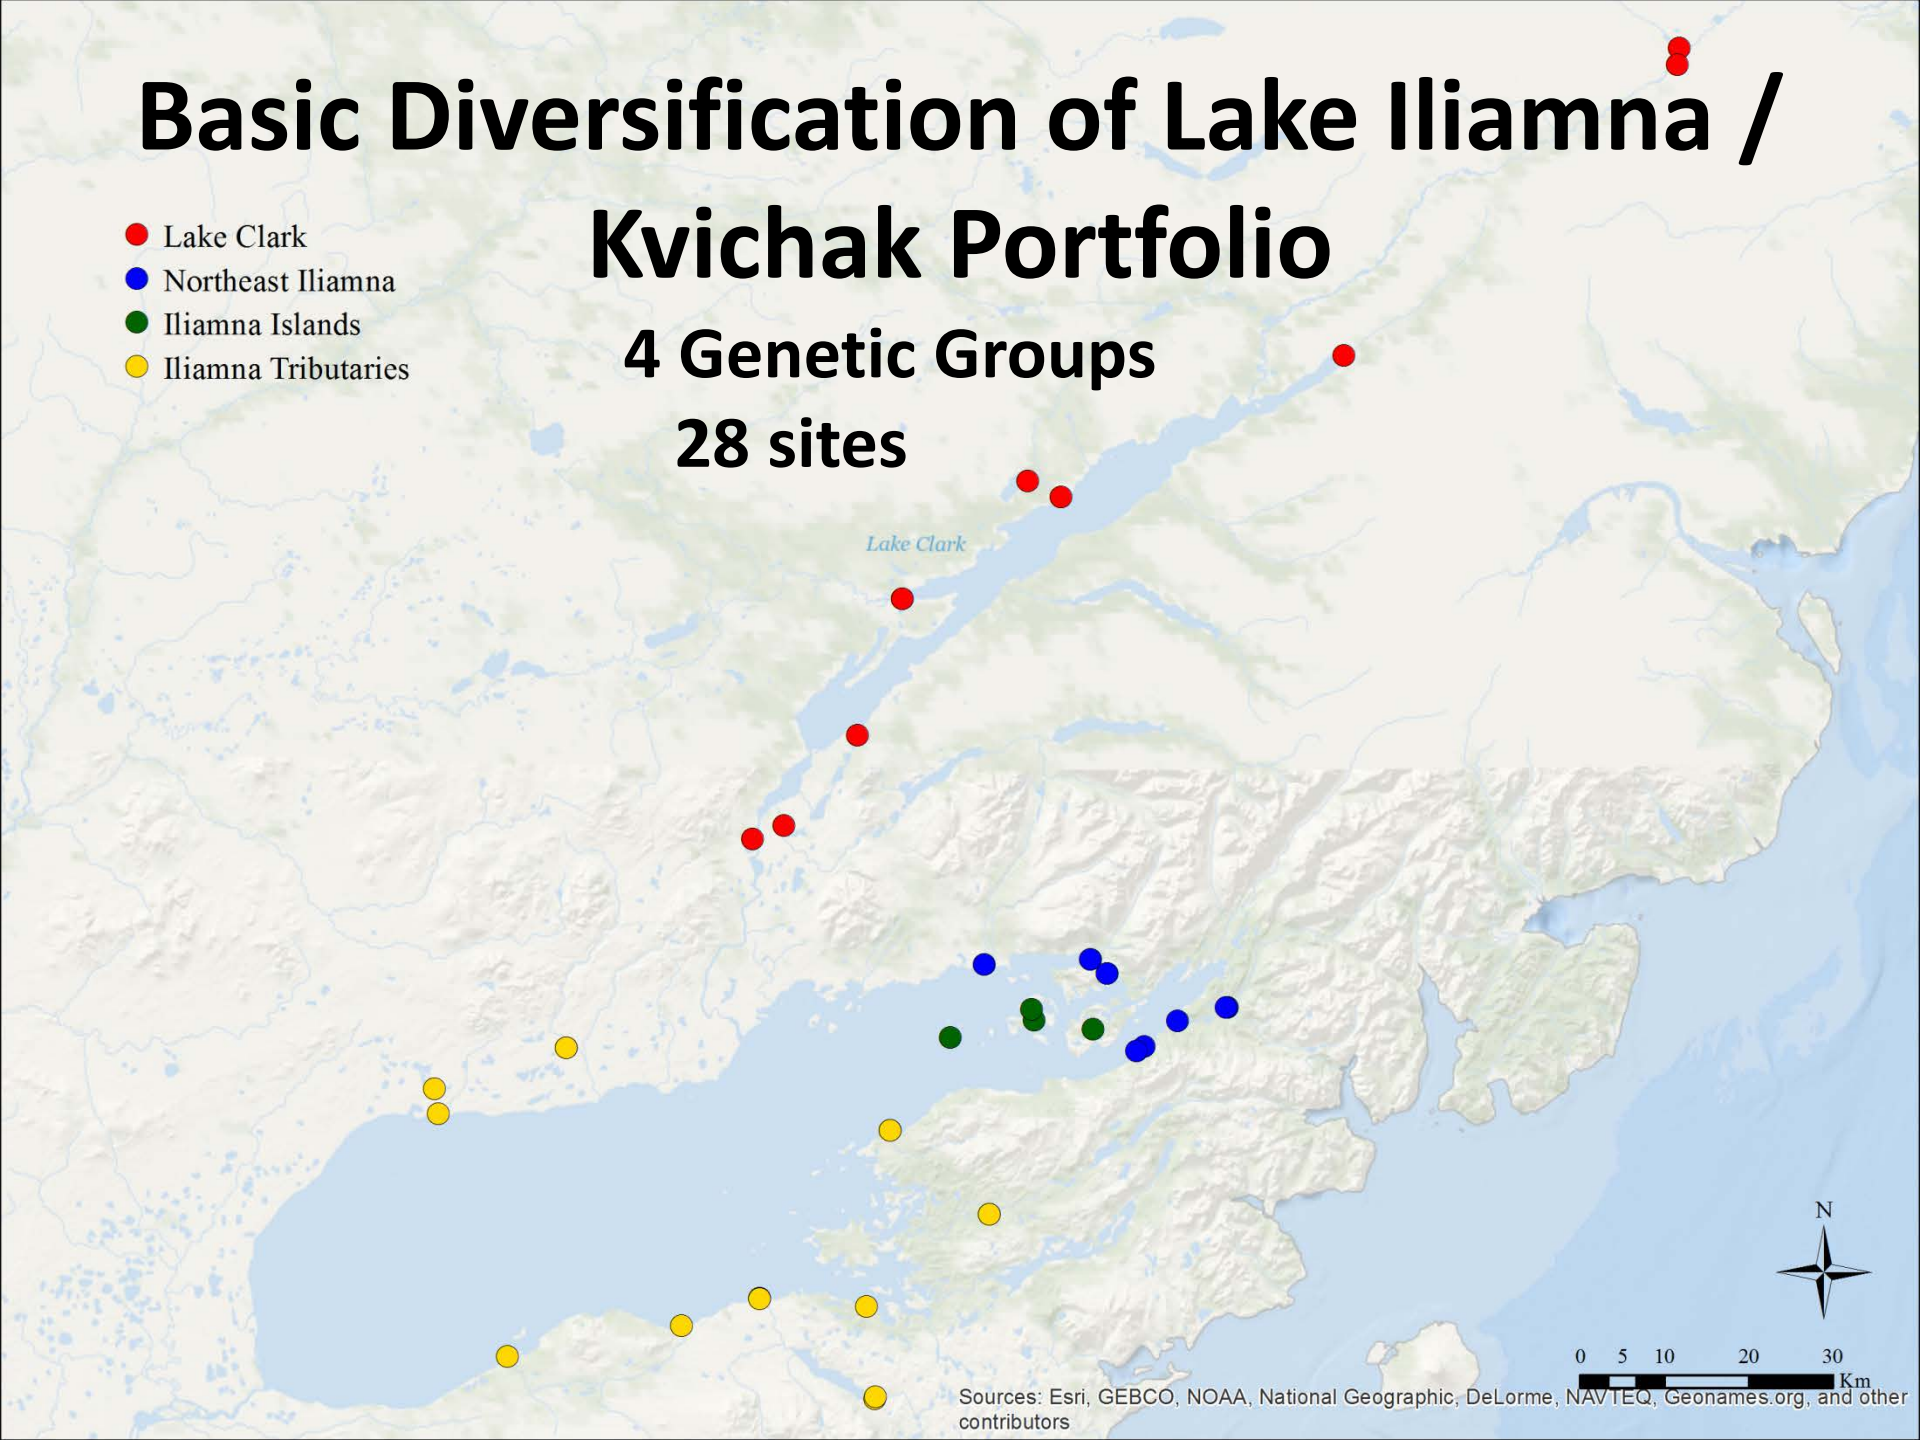 Basic Diversification of Lake Iliamna /
Kvichak Portfolio
4 Genetic Groups
28 sites
Lake Clark
Northeast Iliamna
Iliamna Islands
Iliamna Tributaries
Lake Clark
N
0 5 10 20 30
Km
Sources: Esri, GEBCO, NOAA, National Geographic, DeLorme, NAVTEQ, Geonames.org, and other
contributors